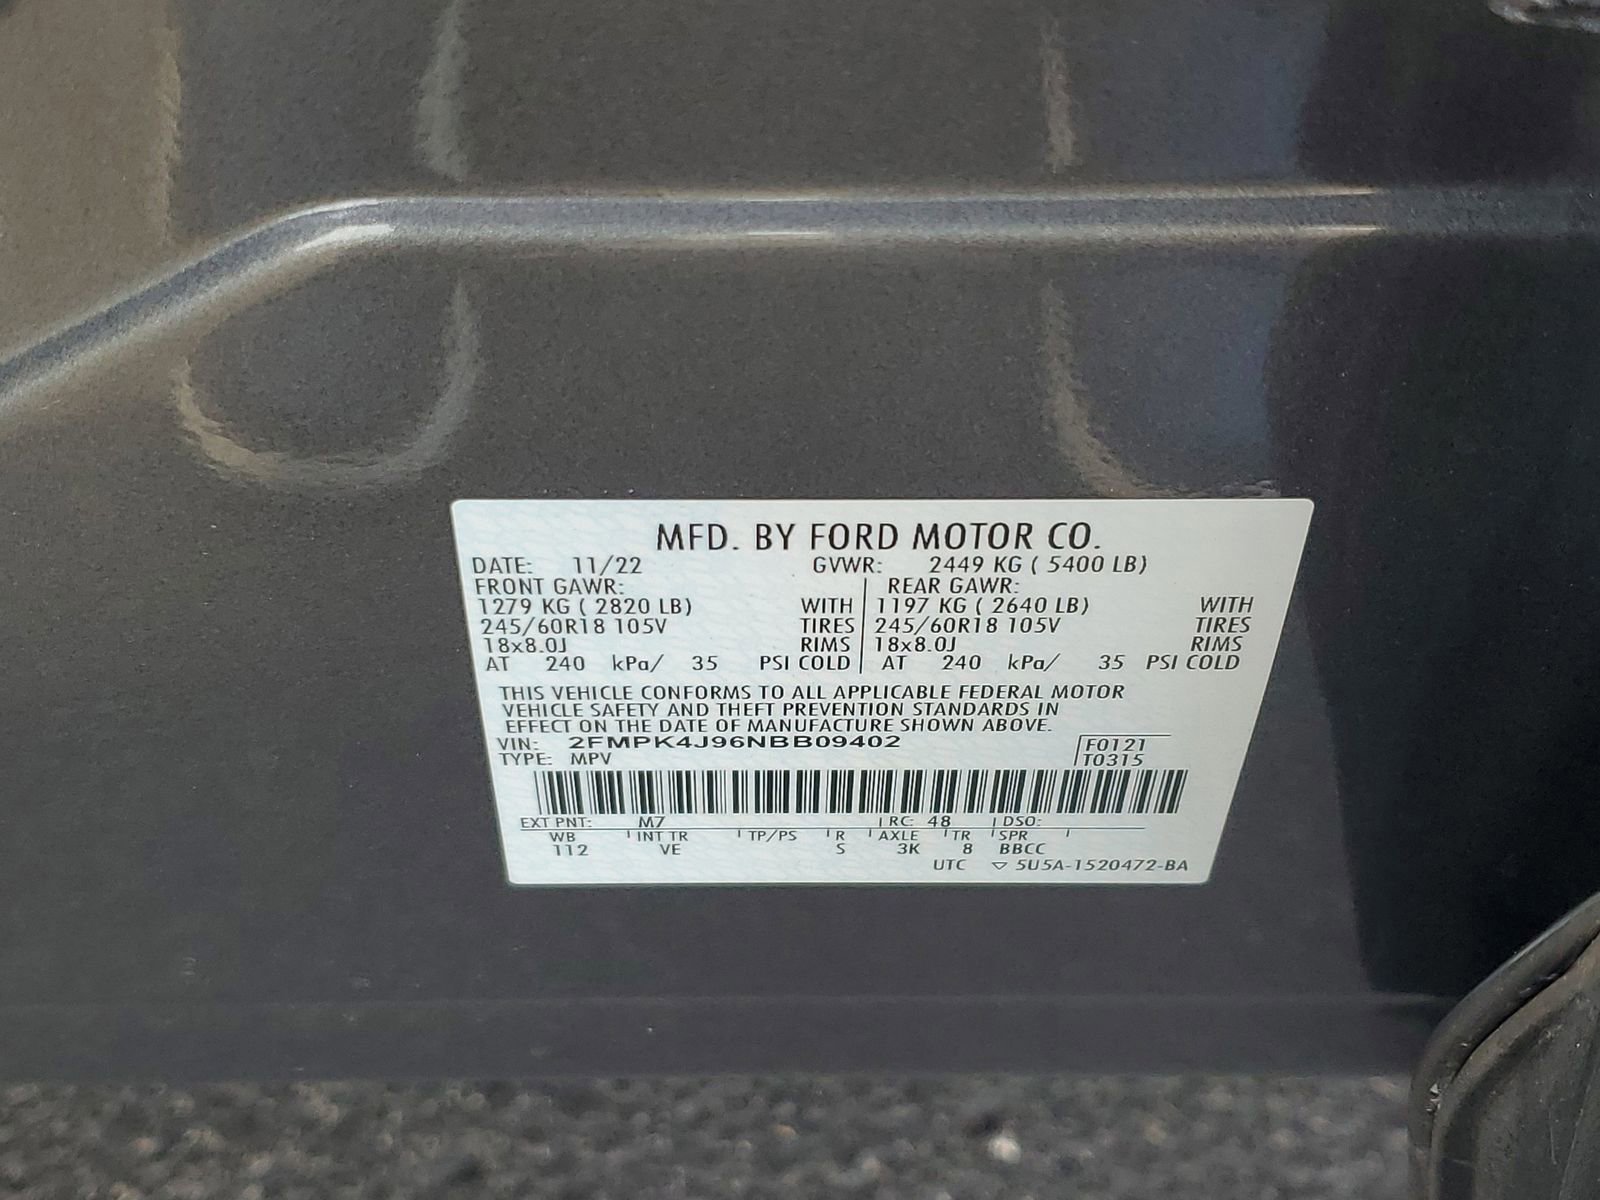 MFD. BY FORD MOTOR CO.
DATE: 11/22 GVWR: 2449 KG ( 5400 LB)
FRONT GAWR: REAR GAWR:
1279 KG ( 2820 LB) WITH 1197 KG ( 2640 LB) WITH
245/60R18 105V TIRES 245/60R18 105V TIRES
18x8.0J RIMS 18x8.0J RIMS
AT 240 kPa/ 35 PSI COLD AT 240 kPa/ 35 PSI COLD
THIS VEHICLE CONFORMS TO ALL APPLICABLE FEDERAL MOTOR
VEHICLE SAFETY AND THEFT PREVENTION STANDARDS IN
EFFECT ON THE DATE OF MANUFACTURE SHOWN ABOVE.
VIN: 2FMPK4J96NBB09402 F0121
TYPE: MPV T0315
EXT PNT: M7 RC: 48 DSO:
WB INT TR TP/PS R AXLE TR SPR
112 VE S 3K 8 BBCC
UTC ▽ 5U5A-1520472-BA